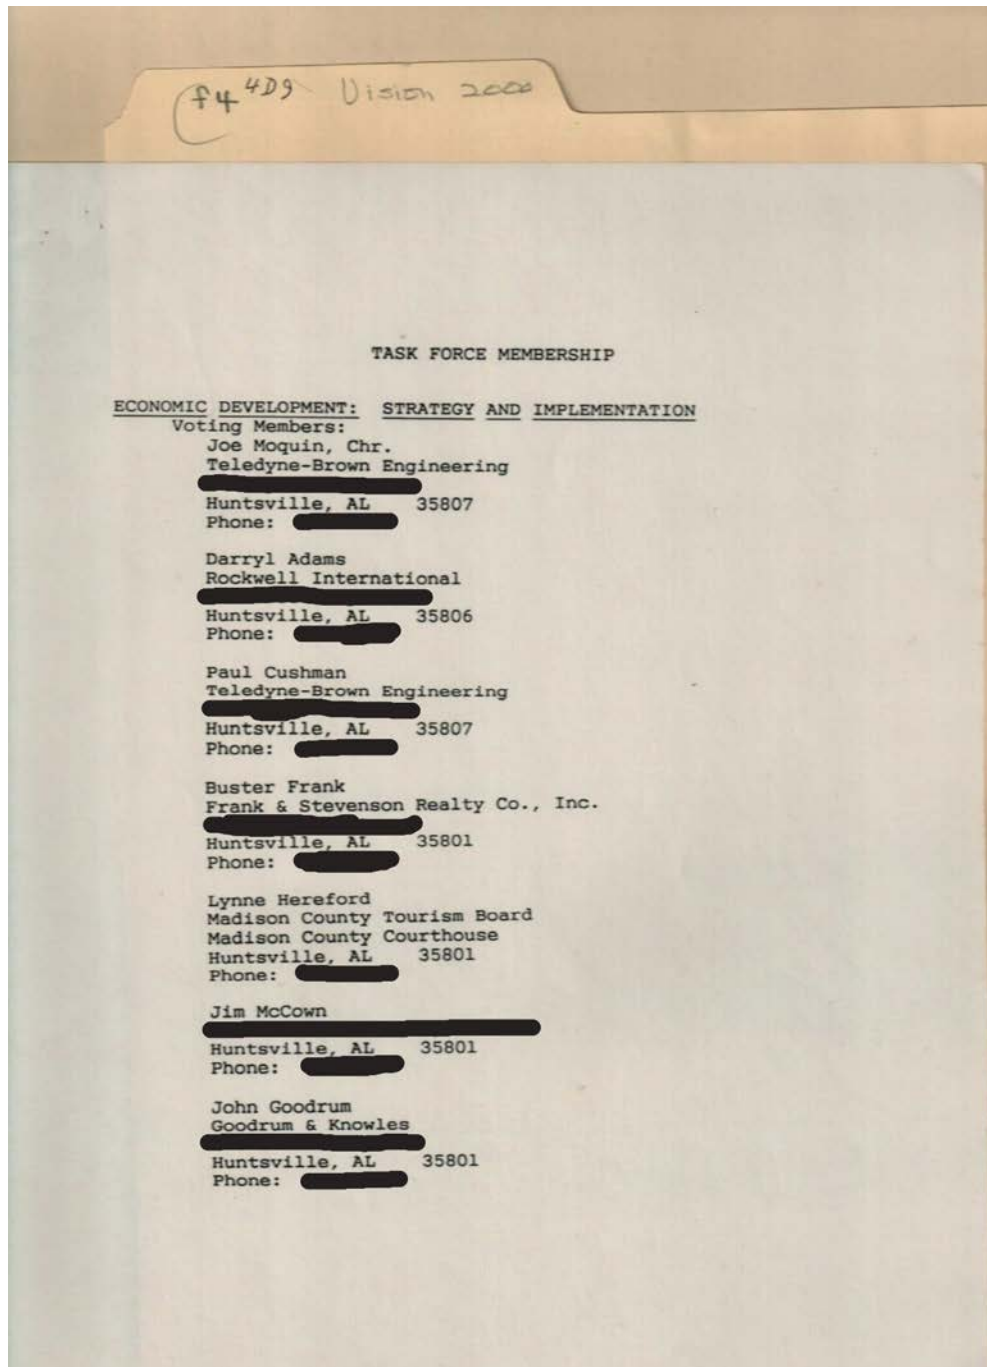 f4 4D9 Vision 2000
TASK FORCE MEMBERSHIP
ECONOMIC DEVELOPMENT: STRATEGY AND IMPLEMENTATION
Voting Members:
Joe Moquin, Chr.
Teledyne-Brown Engineering
Huntsville, AL 35807
Phone:
Darryl Adams
Rockwell International
Huntsville, AL 35806
Phone:
Paul Cushman
Teledyne-Brown Engineering
Huntsville, AL 35807
Phone:
Buster Frank
Frank & Stevenson Realty Co., Inc.
Huntsville, AL 35801
Phone:
Lynne Hereford
Madison County Tourism Board
Madison County Courthouse
Huntsville, AL 35801
Phone:
Jim McCown
Huntsville, AL 35801
Phone:
John Goodrum
Goodrum & Knowles
Huntsville, AL 35801
Phone: